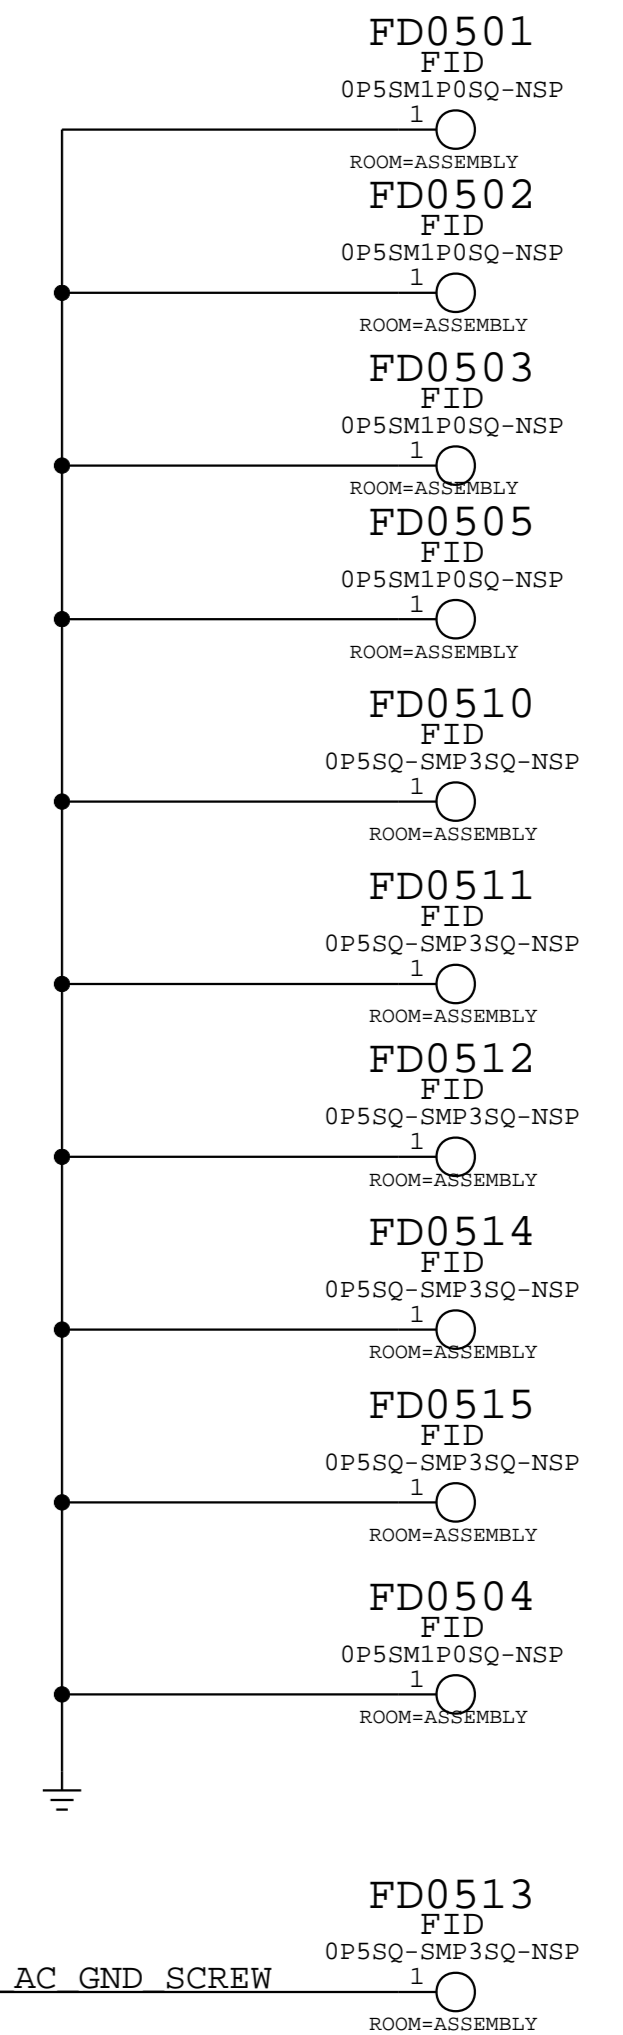 FD0501
FID
0P5SM1P0SQ-NSP
1
ROOM=ASSEMBLY
FD0502
FID
0P5SM1P0SQ-NSP
1
ROOM=ASSEMBLY
FD0503
FID
0P5SM1P0SQ-NSP
1
ROOM=ASSEMBLY
FD0505
FID
0P5SM1P0SQ-NSP
1
ROOM=ASSEMBLY
FD0510
FID
0P5SQ-SMP3SQ-NSP
1
ROOM=ASSEMBLY
FD0511
FID
0P5SQ-SMP3SQ-NSP
1
ROOM=ASSEMBLY
FD0512
FID
0P5SQ-SMP3SQ-NSP
1
ROOM=ASSEMBLY
FD0514
FID
0P5SQ-SMP3SQ-NSP
1
ROOM=ASSEMBLY
FD0515
FID
0P5SQ-SMP3SQ-NSP
1
ROOM=ASSEMBLY
FD0504
FID
0P5SM1P0SQ-NSP
1
ROOM=ASSEMBLY
FD0513
FID
0P5SQ-SMP3SQ-NSP
_AC_GND_SCREW 1
ROOM=ASSEMBLY